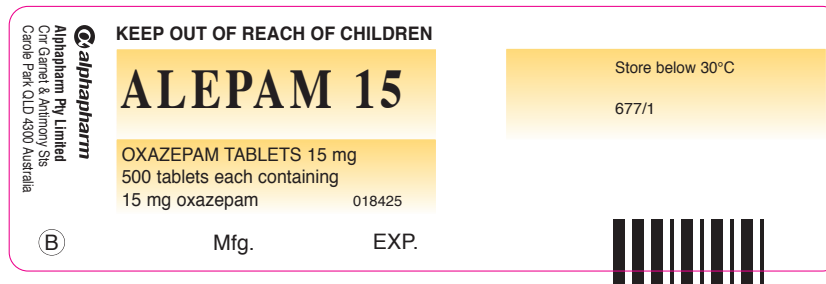 KEEP OUT OF REACH OF CHILDREN
alphapharm
Alphapharm Pty Limited
Cnr Garnet & Antimony Sts
Carole Park QLD 4300 Australia
B
ALEPAM 15
OXAZEPAM TABLETS 15 mg
500 tablets each containing
15 mg oxazepam 018425
Mfg. EXP.
Store below 30°C
677/1